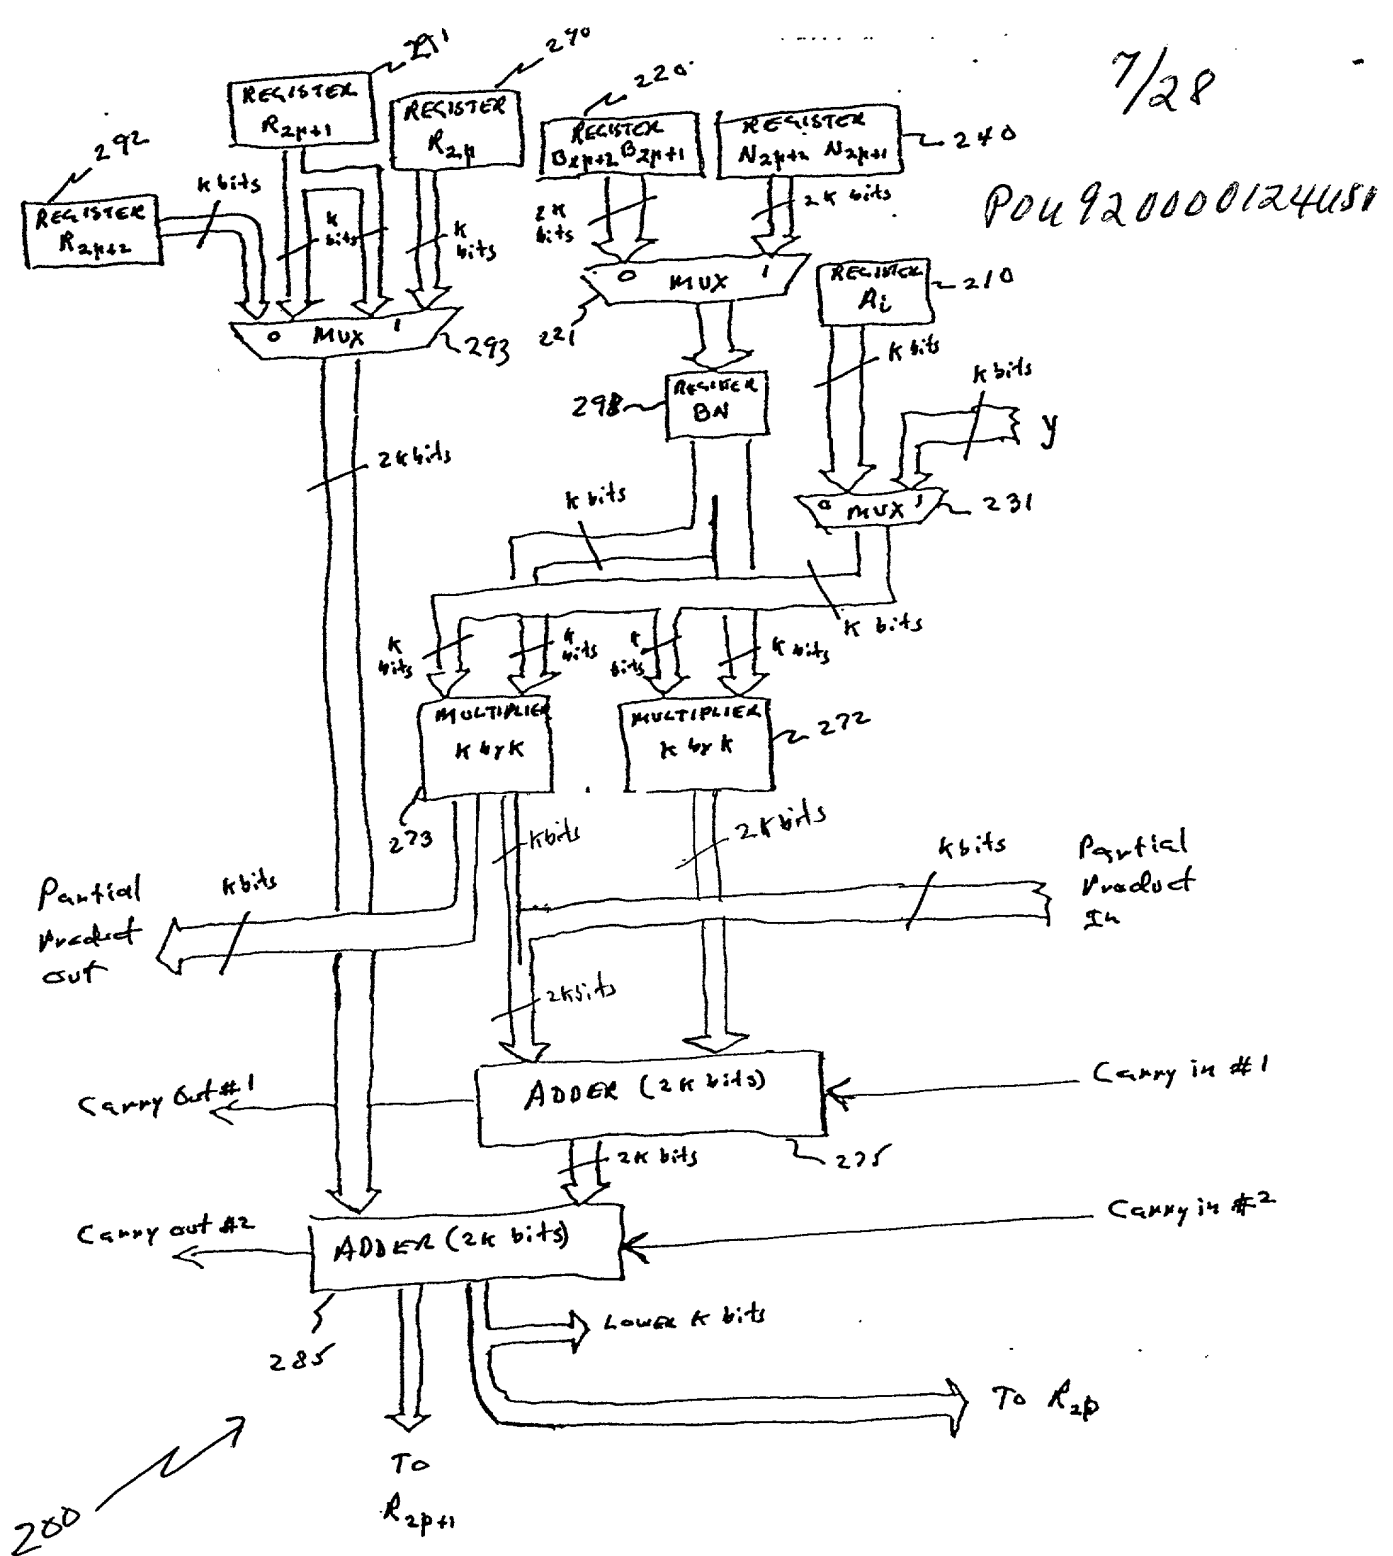 7/28
POU920000124US1
291
290
220
292
REGISTER
R2p+1
REGISTER
R2p
REGISTER
B2p+2 B2p+1
REGISTER
N2p+2 N2p+1
240
REGISTER
R2p+2
k bits
k
bits
k
bits
2k
bits
2k bits
0 MUX 1
293
0 MUX 1
221
REGISTER
Ai
210
k bits
k bits
y
REGISTER
BN
298
2k bits
k bits
0 MUX 1
231
k bits
k
bits
k
bits
k
bits
k bits
MULTIPLIER
k by k
273
MULTIPLIER
k by k
272
k bits
2k bits
Partial
Product
out
k bits
k bits
Partial
Product
In
2k bits
Carry Out #1
ADDER (2k bits)
Carry in #1
275
2k bits
Carry out #2
ADDER (2k bits)
Carry in #2
285
LOWER k bits
To R2p
To
R2p+1
200